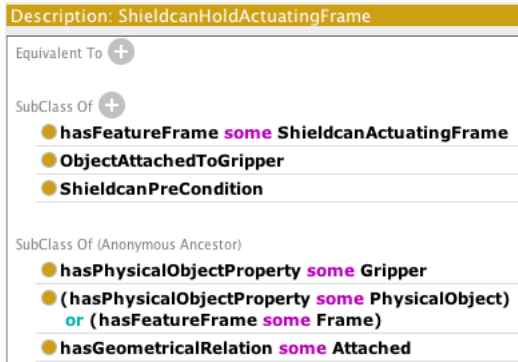 Description: ShieldcanHoldActuatingFrame
Equivalent To
SubClass Of
hasFeatureFrame some ShieldcanActuatingFrame
ObjectAttachedToGripper
ShieldcanPreCondition
SubClass Of (Anonymous Ancestor)
hasPhysicalObjectProperty some Gripper
(hasPhysicalObjectProperty some PhysicalObject)
or (hasFeatureFrame some Frame)
hasGeometricalRelation some Attached